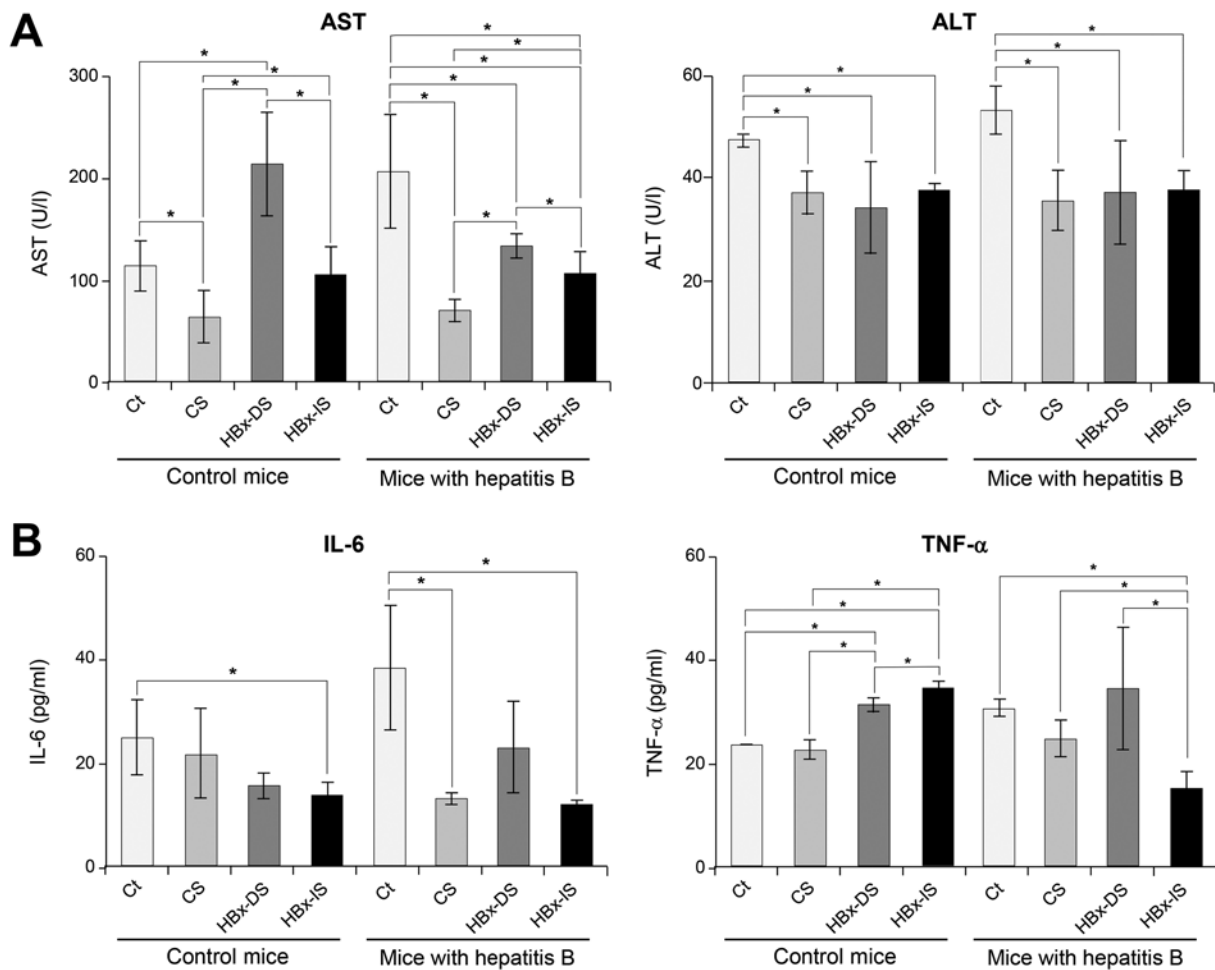 A
AST
AST (U/l)
300
200
100
0
* * * * * *
* * * * * * *
Ct CS HBx-DS HBx-IS Ct CS HBx-DS HBx-IS
Control mice Mice with hepatitis B
ALT
ALT (U/l)
60
40
20
0
* * *
* * *
Ct CS HBx-DS HBx-IS Ct CS HBx-DS HBx-IS
Control mice Mice with hepatitis B
B
IL-6
IL-6 (pg/ml)
60
40
20
0
*
* *
Ct CS HBx-DS HBx-IS Ct CS HBx-DS HBx-IS
Control mice Mice with hepatitis B
TNF-α
TNF-α (pg/ml)
60
40
20
0
* * * * *
* * *
Ct CS HBx-DS HBx-IS Ct CS HBx-DS HBx-IS
Control mice Mice with hepatitis B